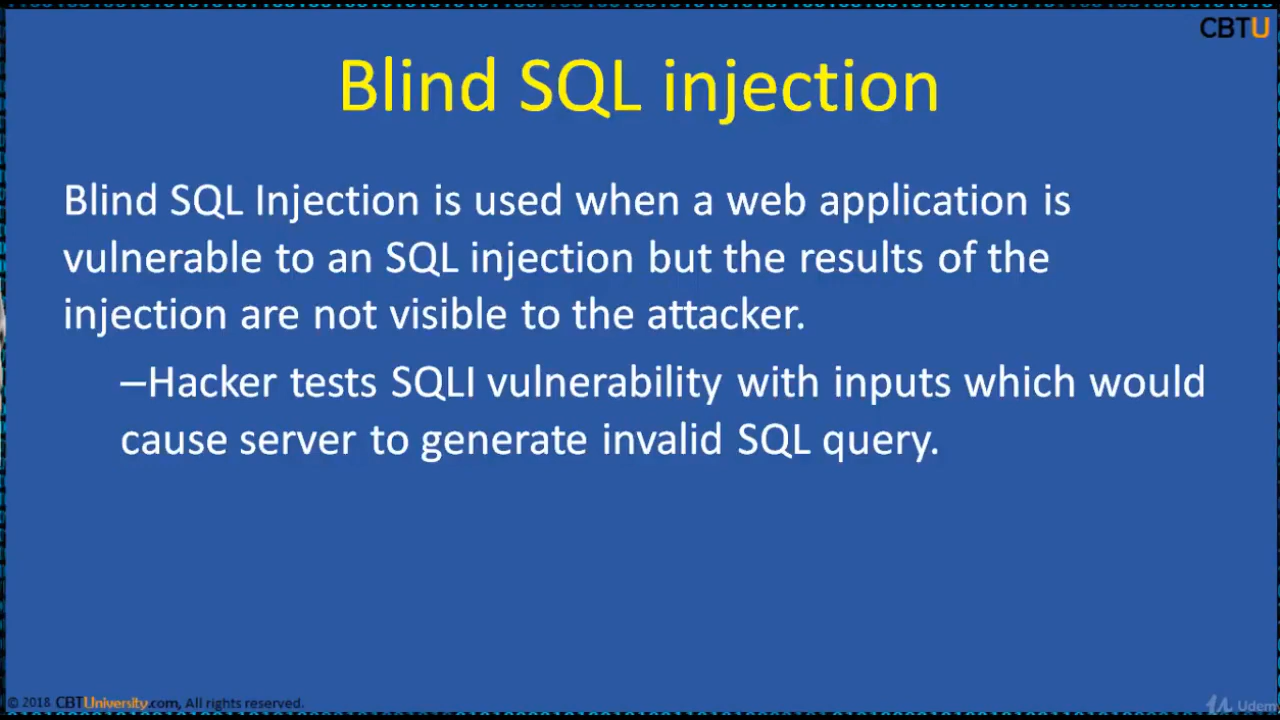 CBTU
Blind SQL injection
Blind SQL Injection is used when a web application is
vulnerable to an SQL injection but the results of the
injection are not visible to the attacker.
–Hacker tests SQLI vulnerability with inputs which would
cause server to generate invalid SQL query.
© 2018 CBTUniversity.com, All rights reserved.
Udem